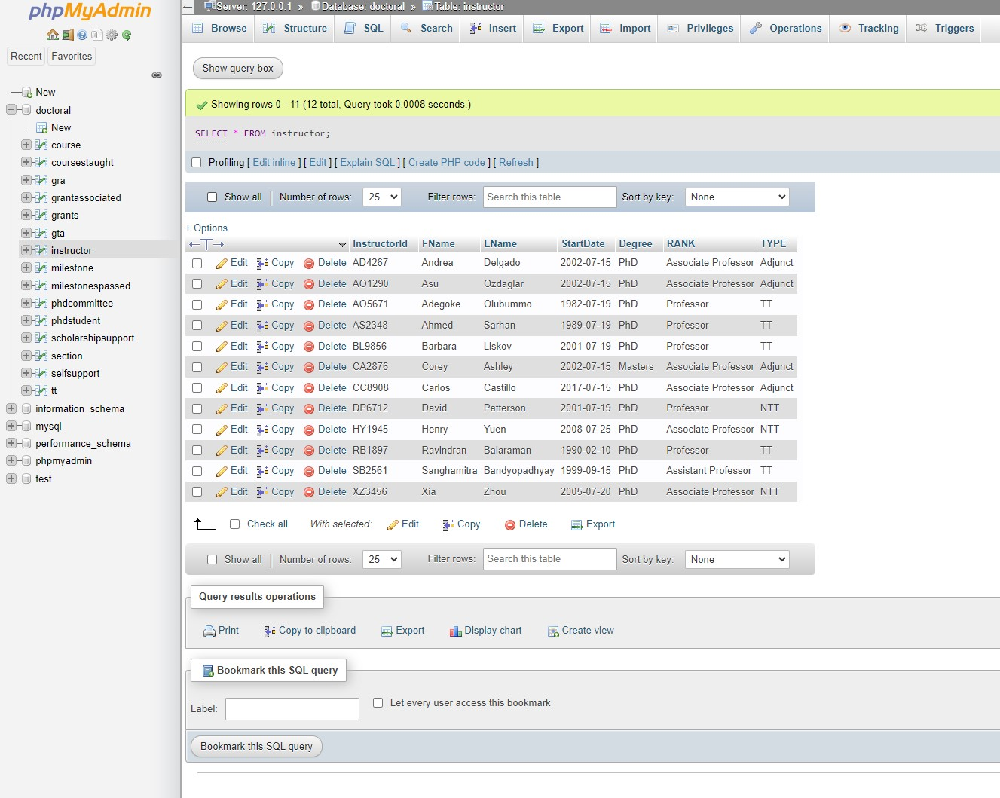 phpMyAdmin
Recent Favorites
New
doctoral
New
course
coursestaught
gra
grantassociated
grants
gta
instructor
milestone
milestonespassed
phdcommittee
phdstudent
scholarshipsupport
section
selfsupport
tt
information_schema
mysql
performance_schema
phpmyadmin
test
Server: 127.0.0.1 » Database: doctoral » Table: instructor
Browse Structure SQL Search Insert Export Import Privileges Operations Tracking Triggers
Show query box
Showing rows 0 - 11 (12 total, Query took 0.0008 seconds.)
SELECT * FROM instructor;
Profiling [ Edit inline ] [ Edit ] [ Explain SQL ] [ Create PHP code ] [ Refresh ]
Show all | Number of rows: 25 Filter rows: Search this table Sort by key: None
+ Options
←T→ InstructorId FName LName StartDate Degree RANK TYPE
Edit Copy Delete AD4267 Andrea Delgado 2002-07-15 PhD Associate Professor Adjunct
Edit Copy Delete AO1290 Asu Ozdaglar 2002-07-15 PhD Associate Professor Adjunct
Edit Copy Delete AO5671 Adegoke Olubummo 1982-07-19 PhD Professor TT
Edit Copy Delete AS2348 Ahmed Sarhan 1989-07-19 PhD Professor TT
Edit Copy Delete BL9856 Barbara Liskov 2001-07-19 PhD Professor TT
Edit Copy Delete CA2876 Corey Ashley 2002-07-15 Masters Associate Professor Adjunct
Edit Copy Delete CC8908 Carlos Castillo 2017-07-15 PhD Associate Professor Adjunct
Edit Copy Delete DP6712 David Patterson 2001-07-19 PhD Professor NTT
Edit Copy Delete HY1945 Henry Yuen 2008-07-25 PhD Associate Professor NTT
Edit Copy Delete RB1897 Ravindran Balaraman 1990-02-10 PhD Professor TT
Edit Copy Delete SB2561 Sanghamitra Bandyopadhyay 1999-09-15 PhD Assistant Professor TT
Edit Copy Delete XZ3456 Xia Zhou 2005-07-20 PhD Associate Professor NTT
Check all With selected: Edit Copy Delete Export
Show all | Number of rows: 25 Filter rows: Search this table Sort by key: None
Query results operations
Print Copy to clipboard Export Display chart Create view
Bookmark this SQL query
Label: Let every user access this bookmark
Bookmark this SQL query